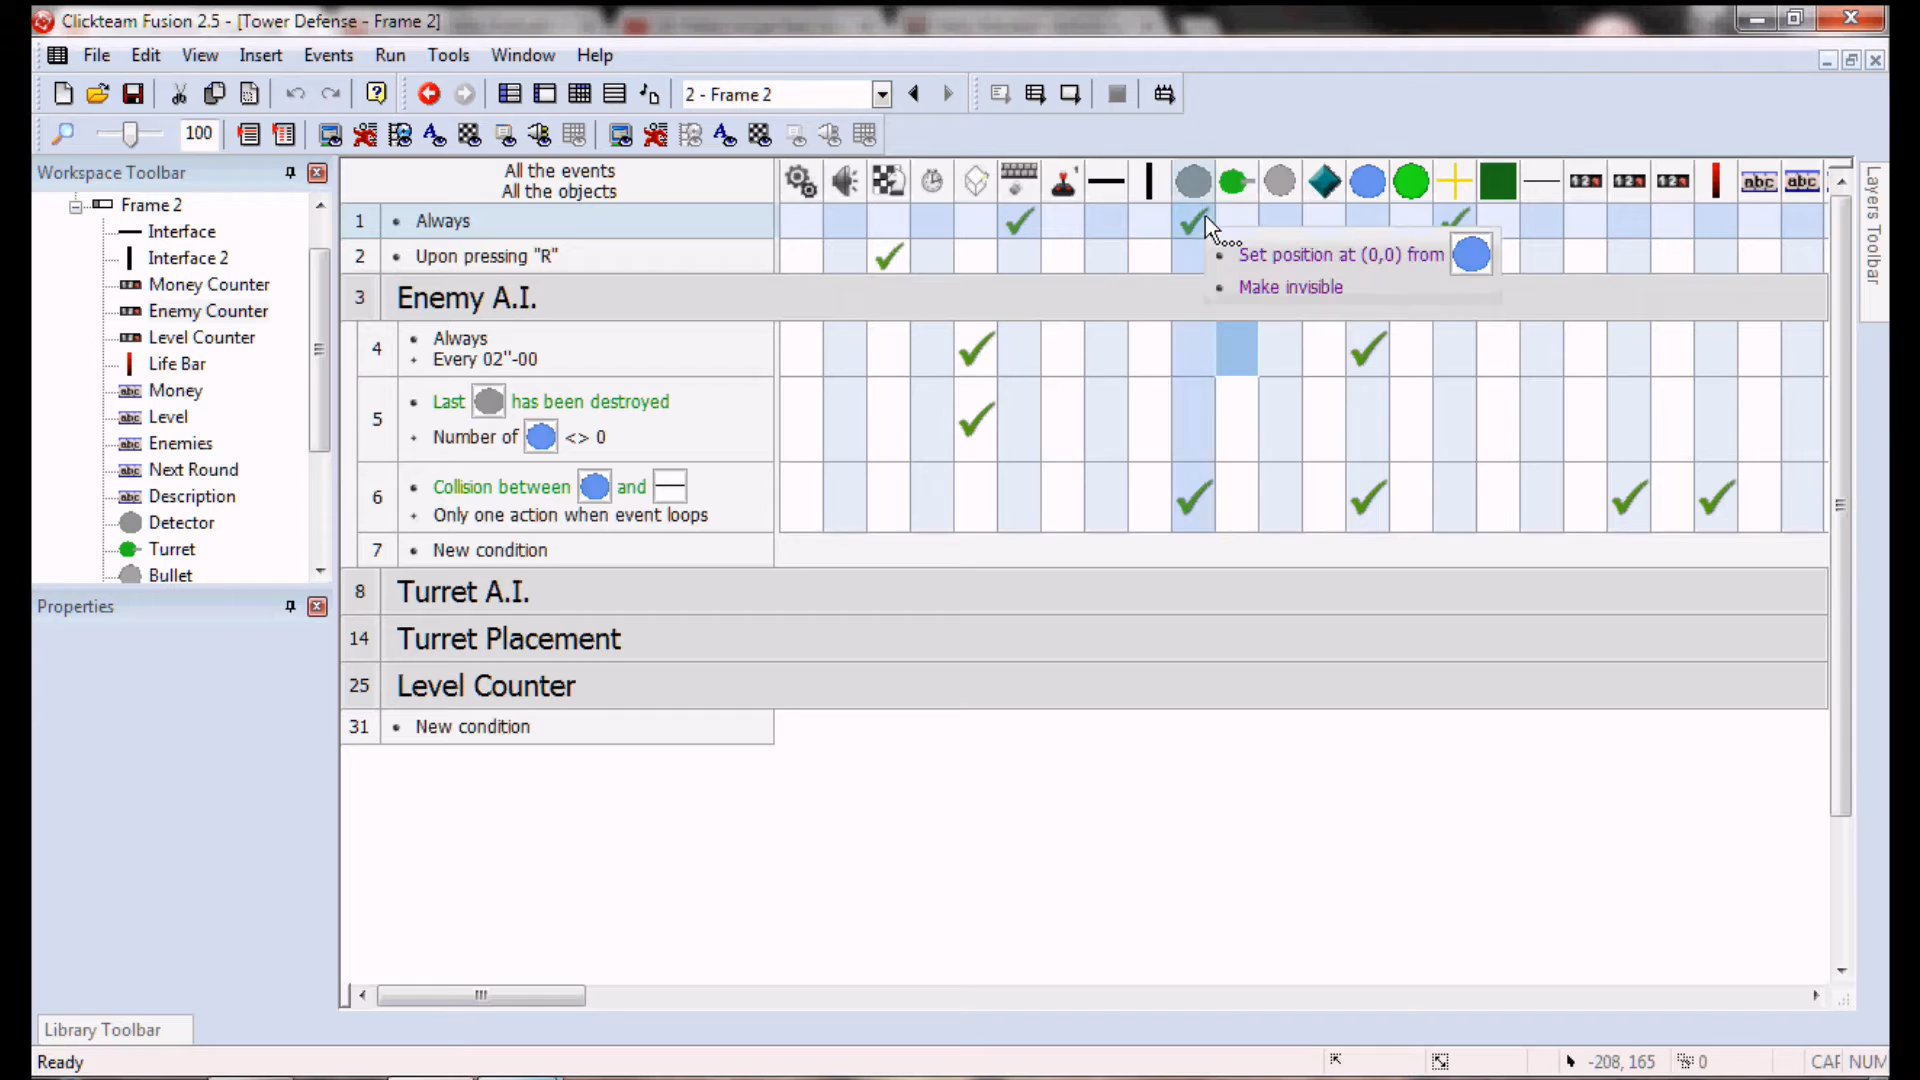 Clickteam Fusion 2.5 - [Tower Defense - Frame 2]
File Edit View Insert Events Run Tools Window Help
2 - Frame 2
100
Workspace Toolbar
Frame 2
Interface
Interface 2
Money Counter
Enemy Counter
Level Counter
Life Bar
Money
Level
Enemies
Next Round
Description
Detector
Turret
Bullet
Properties
Library Toolbar
Ready
All the events
All the objects
1 Always
2 Upon pressing "R"
Set position at (0,0) from
Make invisible
3 Enemy A.I.
4 Always
Every 02"-00
5 Last has been destroyed
Number of <> 0
6 Collision between and
Only one action when event loops
7 New condition
8 Turret A.I.
14 Turret Placement
25 Level Counter
31 New condition
Layers Toolbar
-208, 165
0
CAP NUM